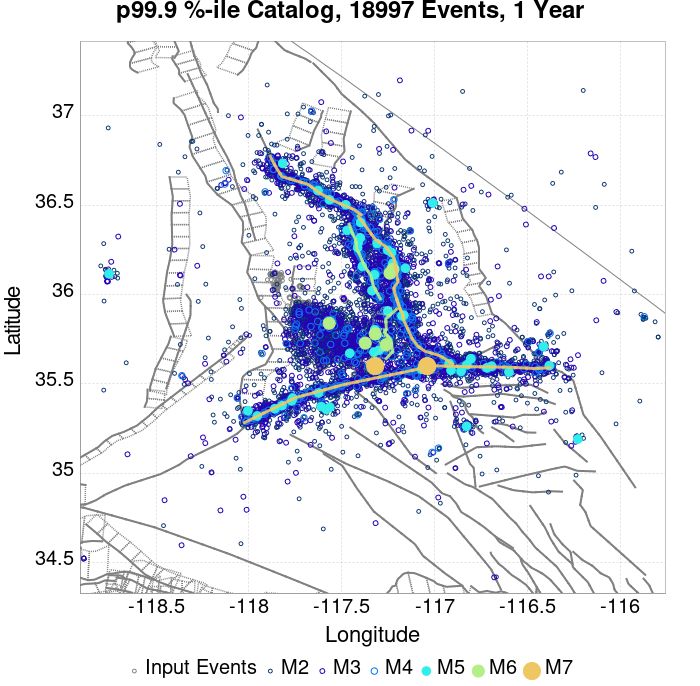 p99.9 %-ile Catalog, 18997 Events, 1 Year
Latitude
37
36.5
36
35.5
35
34.5
-118.5 -118 -117.5 -117 -116.5 -116
Longitude
Input Events M2 M3 M4 M5 M6 M7